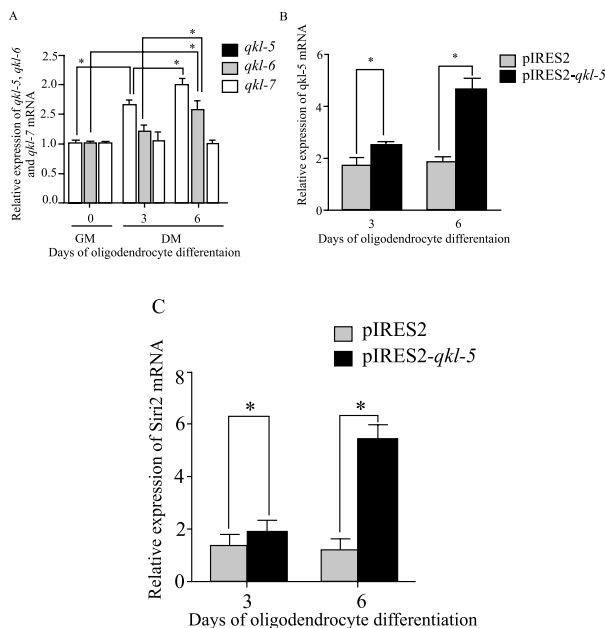 A
Relative expression of qkl-5, qkl-6
and qkl-7 mRNA
2.5
2.0
1.5
1.0
0.5
0.0
*
*
*
*
qkl-5
qkl-6
qkl-7
0
3
6
GM
DM
Days of oligodendrocyte differentaion
B
Relative expression of qkl-5 mRNA
6
4
2
0
*
*
pIRES2
pIRES2-qkl-5
3
6
Days of oligodendrocyte differentaion
C
pIRES2
pIRES2-qkl-5
Relative expression of Siri2 mRNA
8
6
4
2
0
*
*
3
6
Days of oligodendrocyte differentiation